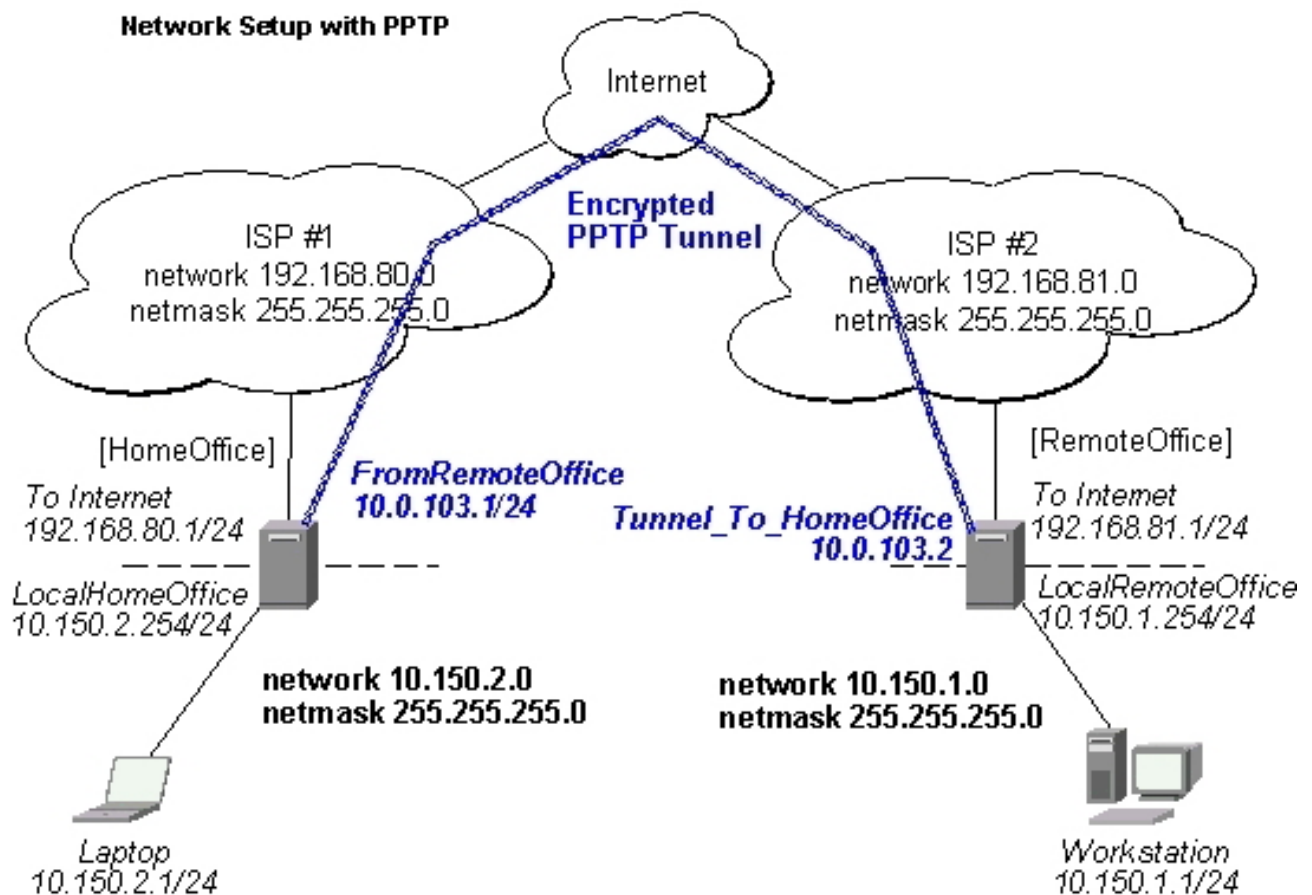 Network Setup with PPTP
Internet
Encrypted
PPTP Tunnel
ISP #1
network 192.168.80.0
netmask 255.255.255.0
ISP #2
network 192.168.81.0
netmask 255.255.255.0
[HomeOffice]
To Internet
192.168.80.1/24
FromRemoteOffice
10.0.103.1/24
Tunnel_To_HomeOffice
10.0.103.2
[RemoteOffice]
To Internet
192.168.81.1/24
LocalHomeOffice
10.150.2.254/24
LocalRemoteOffice
10.150.1.254/24
network 10.150.2.0
netmask 255.255.255.0
network 10.150.1.0
netmask 255.255.255.0
Laptop
10.150.2.1/24
Workstation
10.150.1.1/24